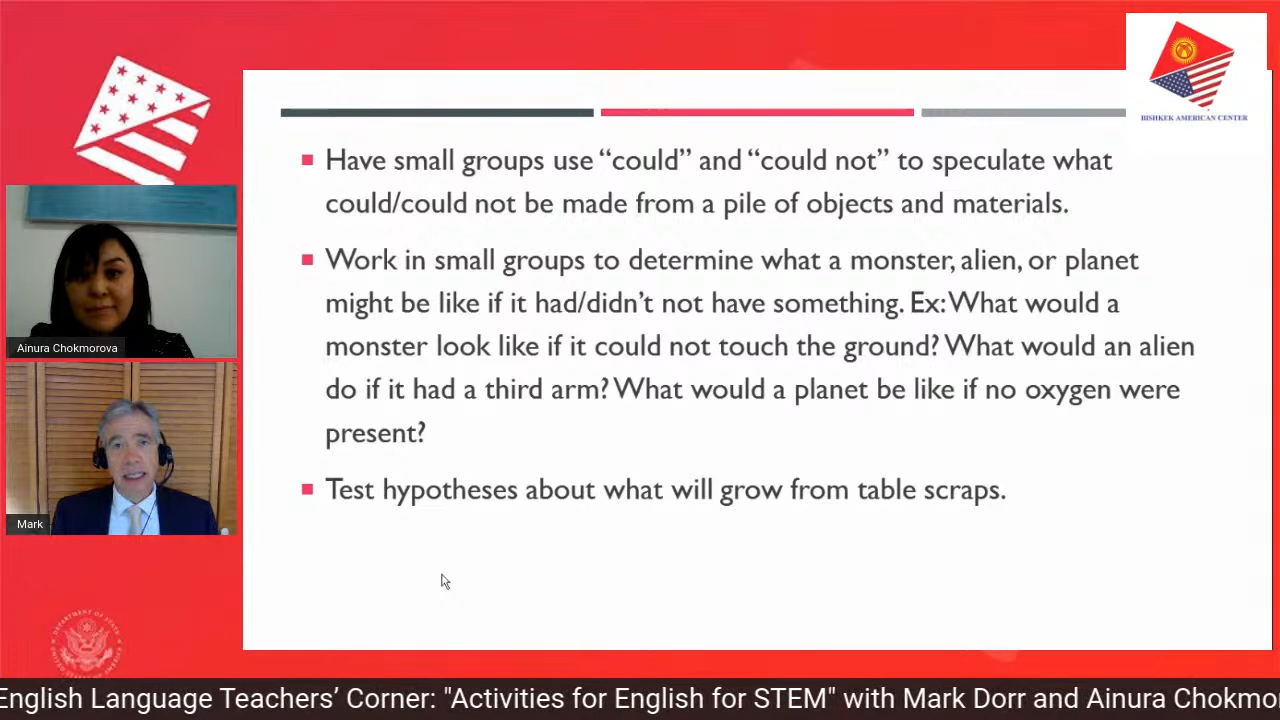 BISHKEK AMERICAN CENTER
Have small groups use “could” and “could not” to speculate what
could/could not be made from a pile of objects and materials.
Work in small groups to determine what a monster, alien, or planet
might be like if it had/didn’t not have something. Ex: What would a
monster look like if it could not touch the ground? What would an alien
do if it had a third arm? What would a planet be like if no oxygen were
present?
Test hypotheses about what will grow from table scraps.
Ainura Chokmorova
Mark
DEPARTMENT OF STATE
English Language Teachers’ Corner: "Activities for English for STEM" with Mark Dorr and Ainura Chokmo